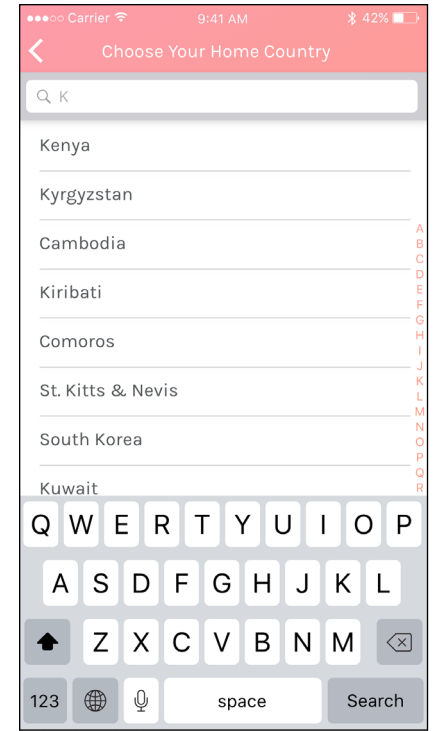 Carrier 9:41 AM 42%
Choose Your Home Country
K
Kenya
Kyrgyzstan
Cambodia
Kiribati
Comoros
St. Kitts & Nevis
South Korea
Kuwait
A
B
C
D
E
F
G
H
I
J
K
L
M
N
O
P
Q
R
Q W E R T Y U I O P
A S D F G H J K L
Z X C V B N M
123 space Search